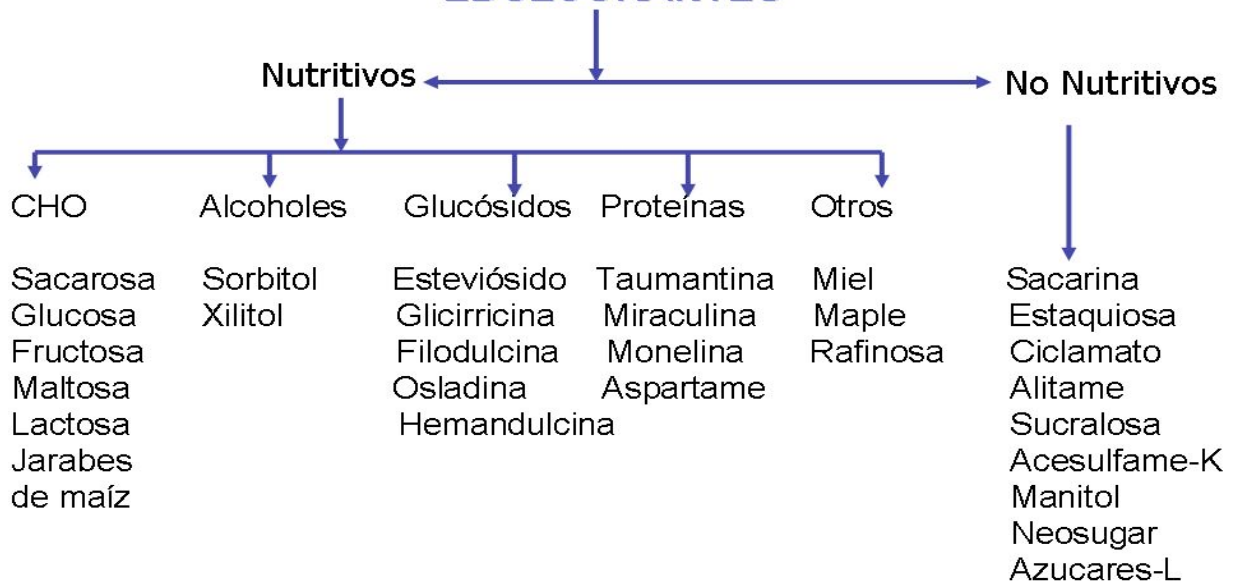 Nutritivos
No Nutritivos
CHO
Alcoholes
Glucósidos
Proteínas
Otros
Sacarosa
Glucosa
Fructosa
Maltosa
Lactosa
Jarabes
de maíz
Sorbitol
Xilitol
Esteviósido
Glicirricina
Filodulcina
Osladina
Hemandulcina
Taumantina
Miraculina
Monelina
Aspartame
Miel
Maple
Rafinosa
Sacarina
Estaquiosa
Ciclamato
Alitame
Sucralosa
Acesulfame-K
Manitol
Neosugar
Azucares-L